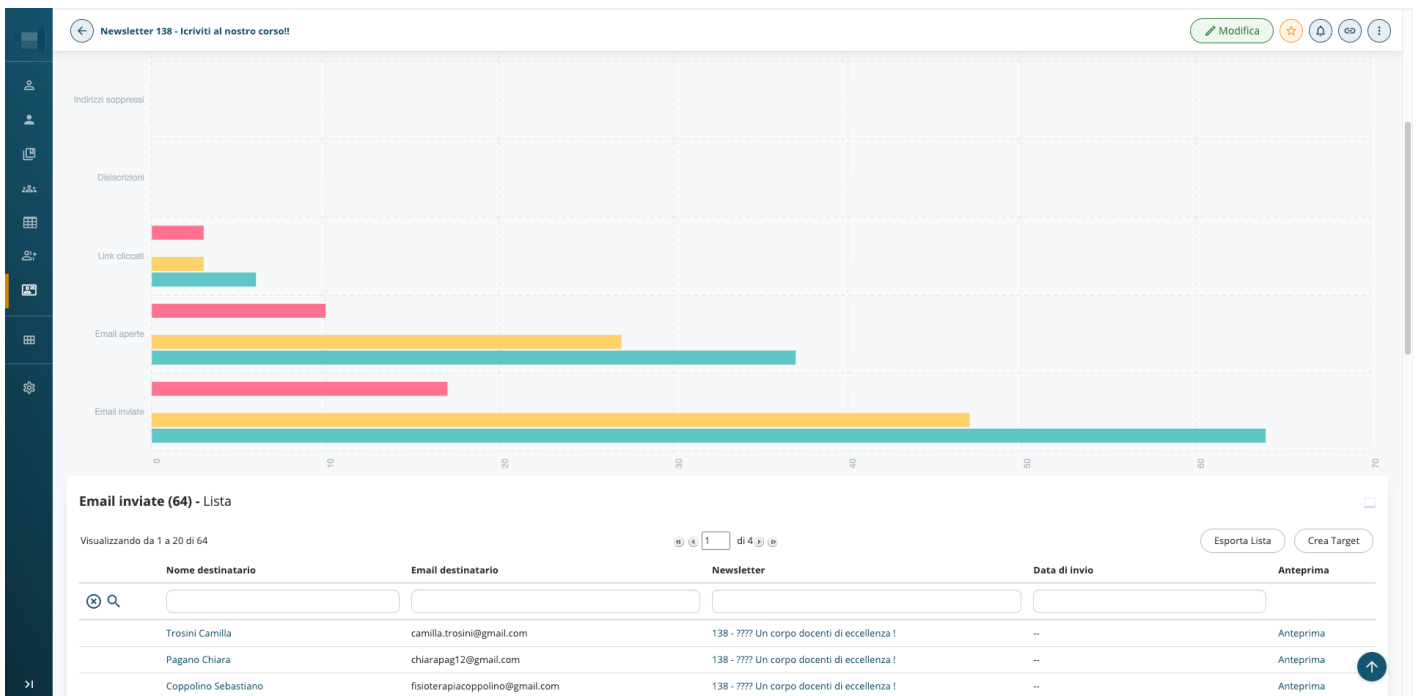 Newsletter 138 - Icriviti al nostro corso!!
Modifica
Indirizzi soppressi
Disiscrizioni
Link cliccati
Email aperte
Email inviate
0 10 20 30 40 50 60 70
Email inviate (64) - Lista
Visualizzando da 1 a 20 di 64
1 di 4
Esporta Lista
Crea Target
Nome destinatario Email destinatario Newsletter Data di invio Anteprima
Trosini Camilla camilla.trosini@gmail.com 138 - ???? Un corpo docenti di eccellenza ! -- Anteprima
Pagano Chiara chiarapag12@gmail.com 138 - ???? Un corpo docenti di eccellenza ! -- Anteprima
Coppolino Sebastiano fisioterapiacoppolino@gmail.com 138 - ???? Un corpo docenti di eccellenza ! -- Anteprima